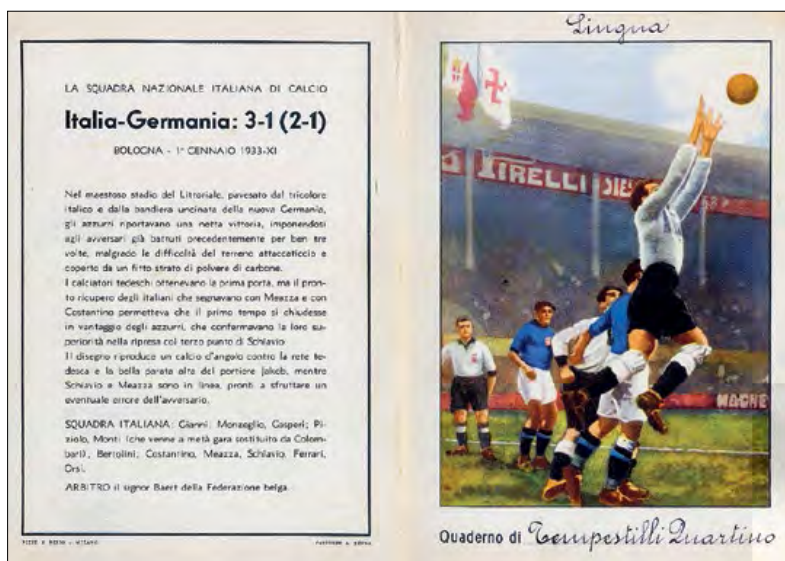 LA SQUADRA NAZIONALE ITALIANA DI CALCIO
Italia-Germania: 3-1 (2-1)
BOLOGNA - 1° GENNAIO 1933-XI
Nel maestoso stadio del Littoriale, pavesato dal tricolore
italico e dalla bandiera uncinata della nuova Germania,
gli azzurri riportavano una netta vittoria, imponendosi
agli avversari già battuti precedentemente per ben tre
volte, malgrado le difficoltà del terreno attaccaticcio e
coperto da un fitto strato di polvere di carbone.
I calciatori tedeschi ottenevano la prima porta, ma il pron-
to ricupero degli italiani che segnavano con Meazza e con
Costantino permetteva che il primo tempo si chiudesse
in vantaggio degli azzurri, che confermavano la loro su-
periorità nella ripresa col terzo punto di Schiavio
Il disegno riproduce un calcio d'angolo contro la rete te-
desca e la bella parata alta del portiere Jakob, mentre
Schiavio e Meazza sono in linea, pronti a sfruttare un
eventuale errore dell'avversario.
SQUADRA ITALIANA: Gianni, Monzeglio, Gasperi; Pi-
ziolo, Monti (che venne a metà gara sostituito da Colom-
bari), Bertolini; Costantino, Meazza, Schiavio, Ferrari,
Orsi.
ARBITRO il signor Baert della Federazione belga.
PIZZI E PIZIO - MILANO
Lingua
PIRELLI
Quaderno di Tempestilli Quartino